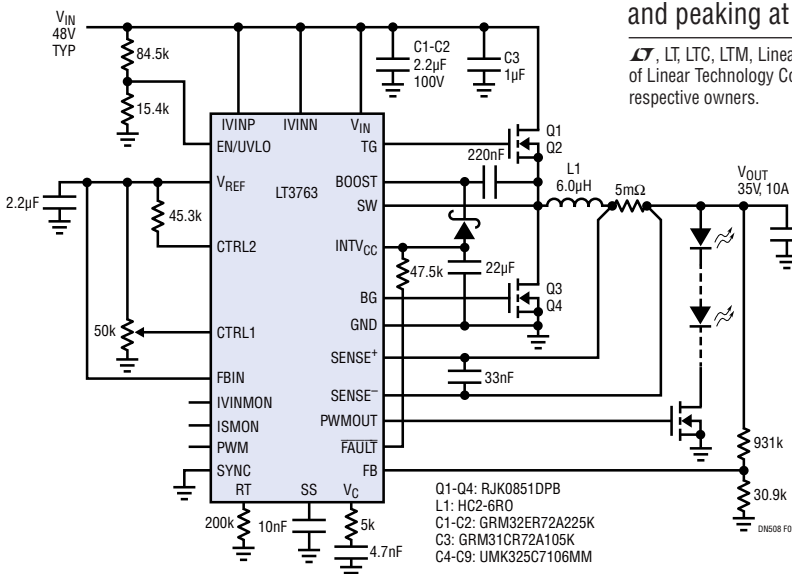 and peaking at
LT, LT, LTC, LTM, Linea
of Linear Technology Co
respective owners.
VIN
48V
TYP
84.5k
15.4k
C1-C2
2.2µF
100V
C3
1µF
IVINP
IVINN
VIN
EN/UVLO
TG
Q1
Q2
220nF
VREF
LT3763
BOOST
SW
L1
6.0µH
5mΩ
VOUT
35V, 10A
2.2µF
45.3k
CTRL2
INTVCC
47.5k
22µF
BG
Q3
Q4
50k
CTRL1
GND
SENSE+
33nF
FBIN
SENSE–
IVINMON
ISMON
PWMOUT
PWM
FAULT
SYNC
FB
931k
30.9k
RT
SS
VC
200k
10nF
5k
4.7nF
Q1-Q4: RJK0851DPB
L1: HC2-6RO
C1-C2: GRM32ER72A225K
C3: GRM31CR72A105K
C4-C9: UMK325C7106MM
DN508 F0